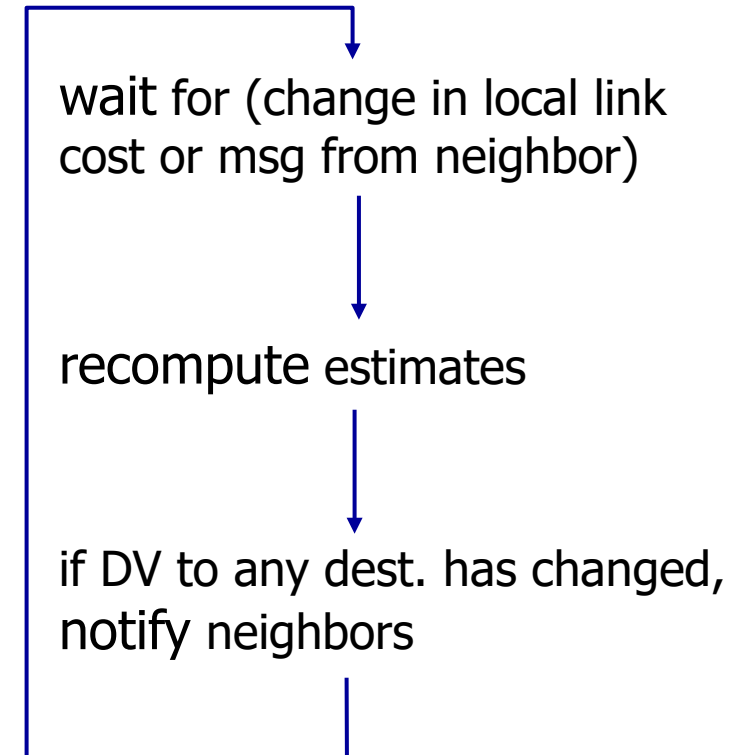 wait for (change in local link
cost or msg from neighbor)
recompute estimates
if DV to any dest. has changed,
notify neighbors